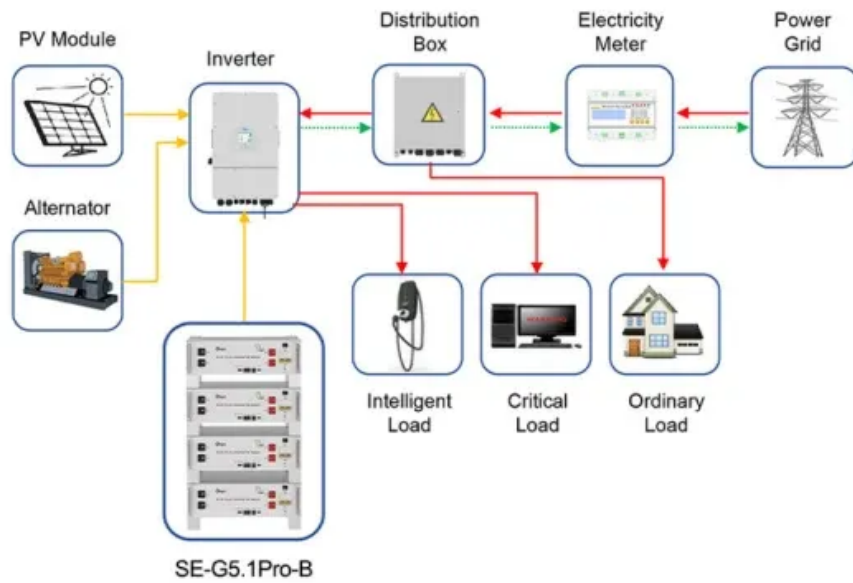 PV Module
Inverter
Distribution
Box
Electricity
Meter
Power
Grid
Alternator
Intelligent
Load
Critical
Load
Ordinary
Load
SE-G5.1Pro-B